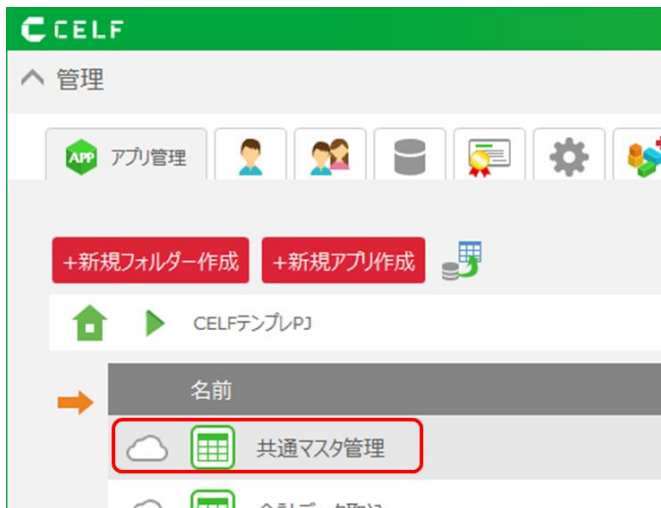 CELF
管理
APP アプリ管理
+新規フォルダー作成 +新規アプリ作成
CELFテンプレPJ
名前
共通マスタ管理